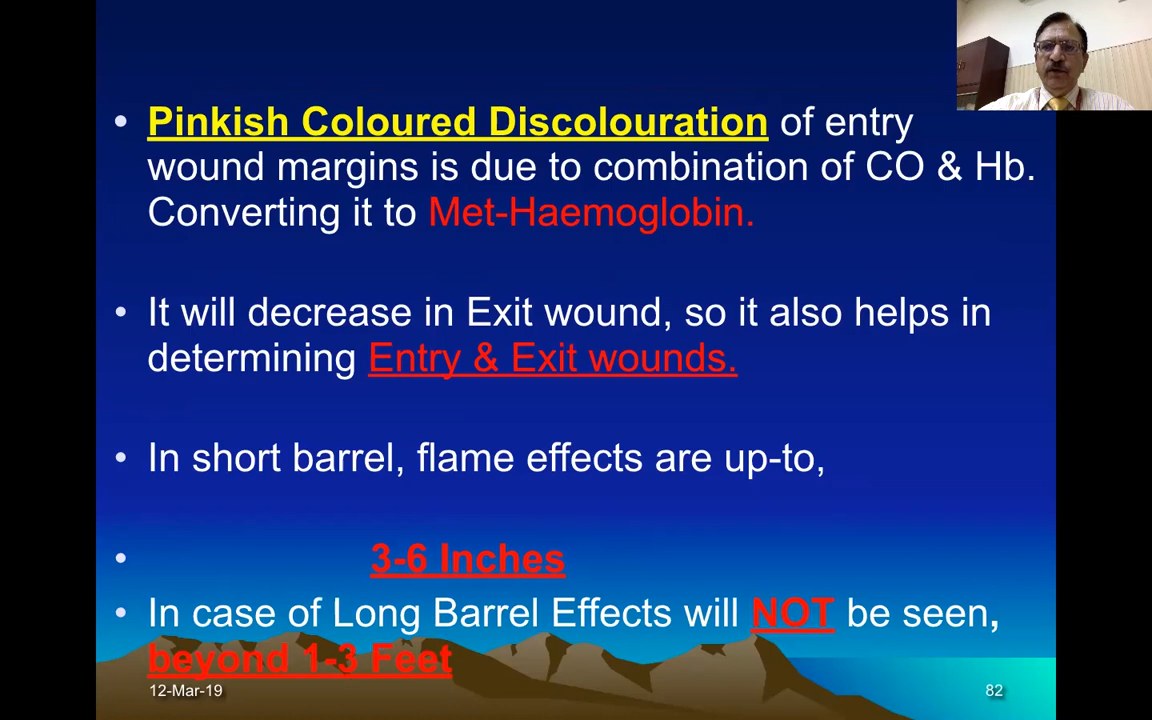 • Pinkish Coloured Discolouration of entry
wound margins is due to combination of CO & Hb.
Converting it to Met-Haemoglobin.
• It will decrease in Exit wound, so it also helps in
determining Entry & Exit wounds.
• In short barrel, flame effects are up-to,
• 3-6 Inches
• In case of Long Barrel Effects will NOT be seen,
beyond 1-3 Feet
12-Mar-19
82